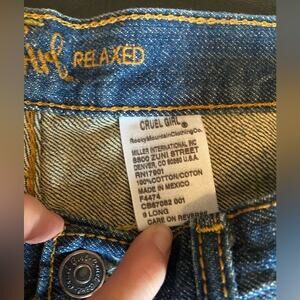 RELAXED
CRUEL GIRL®
RockyMountainClothingCo.
MILLER INTERNATIONAL INC
8500 ZUNI STREET
DENVER, CO 80260 U.S.A.
RN17901
100%COTTON/COTON
MADE IN MEXICO
F4474
CB67082 001
9 LONG
CARE ON REVERSE